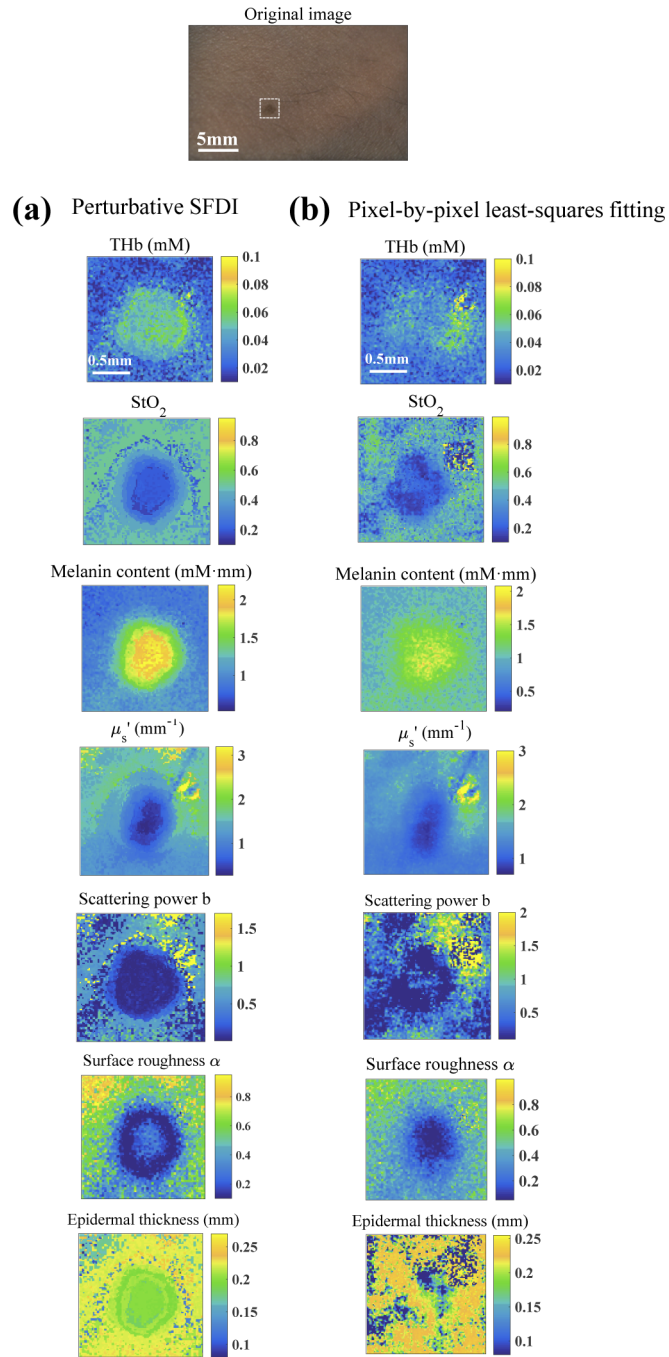 Original image
5mm
(a) Perturbative SFDI
(b) Pixel-by-pixel least-squares fitting
THb (mM)
0.5mm
0.1
0.08
0.06
0.04
0.02
THb (mM)
0.5mm
0.1
0.08
0.06
0.04
0.02
StO₂
0.8
0.6
0.4
0.2
StO₂
0.8
0.6
0.4
0.2
Melanin content (mM·mm)
2
1.5
1
Melanin content (mM·mm)
2
1.5
1
0.5
μₛ' (mm⁻¹)
3
2
1
μₛ' (mm⁻¹)
3
2
1
Scattering power b
1.5
1
0.5
Scattering power b
2
1.5
1
0.5
Surface roughness α
0.8
0.6
0.4
0.2
Surface roughness α
0.8
0.6
0.4
0.2
Epidermal thickness (mm)
0.25
0.2
0.15
0.1
Epidermal thickness (mm)
0.25
0.2
0.15
0.1